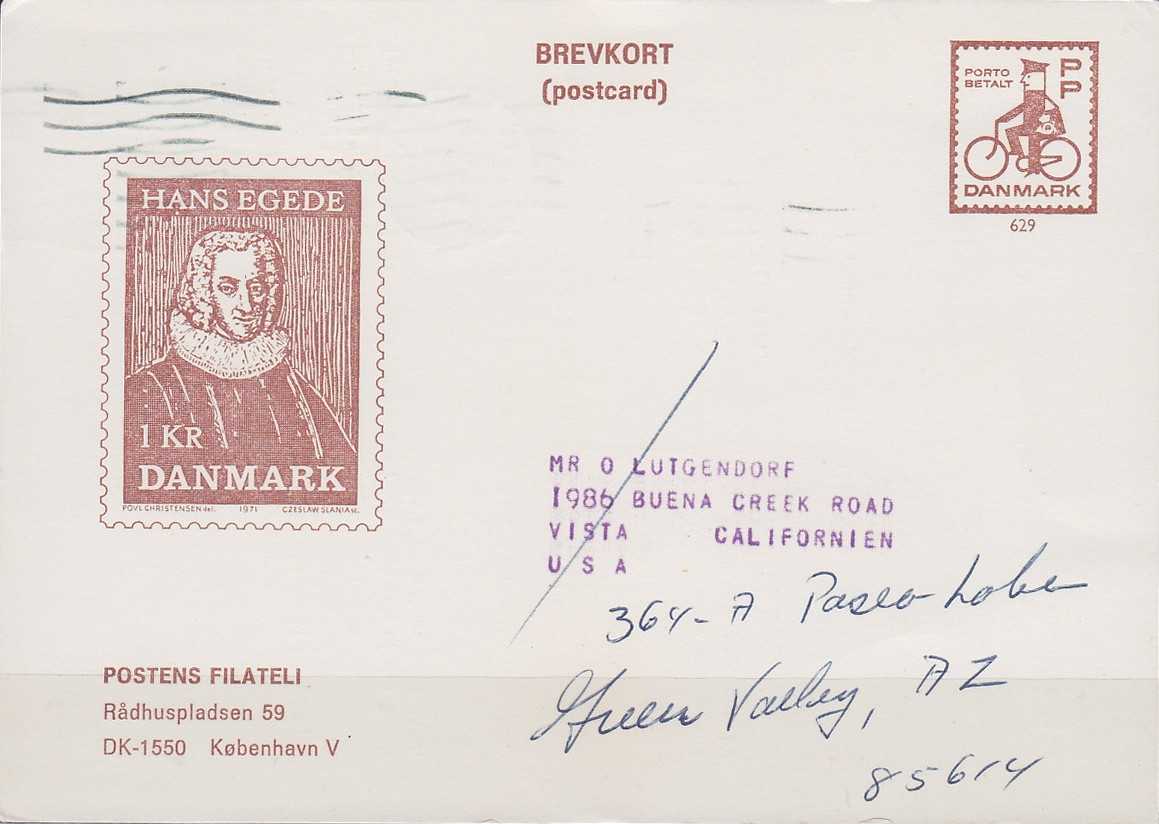 BREVKORT
(postcard)
PORTO
BETALT
PP
DANMARK
629
HANS EGEDE
1 KR
DANMARK
POVL CHRISTENSEN del. 1971 CZESLAW SLANIA sc.
MR O LUTGENDORF
1986 BUENA CREEK ROAD
VISTA CALIFORNIEN
U S A
364-A Paseo Lobo
Green Valley, AZ
85614
POSTENS FILATELI
Rådhuspladsen 59
DK-1550 København V